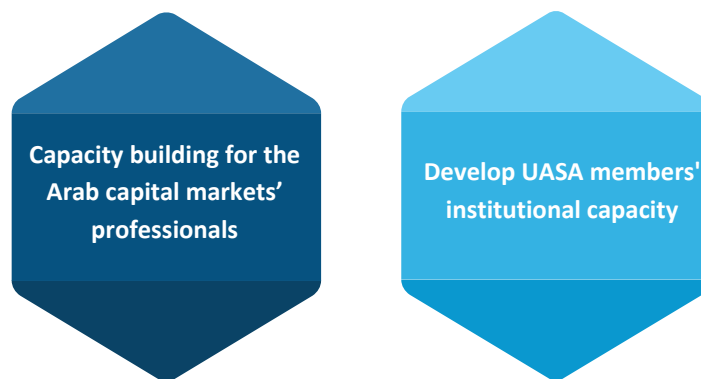 Capacity building for the
Arab capital markets’
professionals
Develop UASA members'
institutional capacity